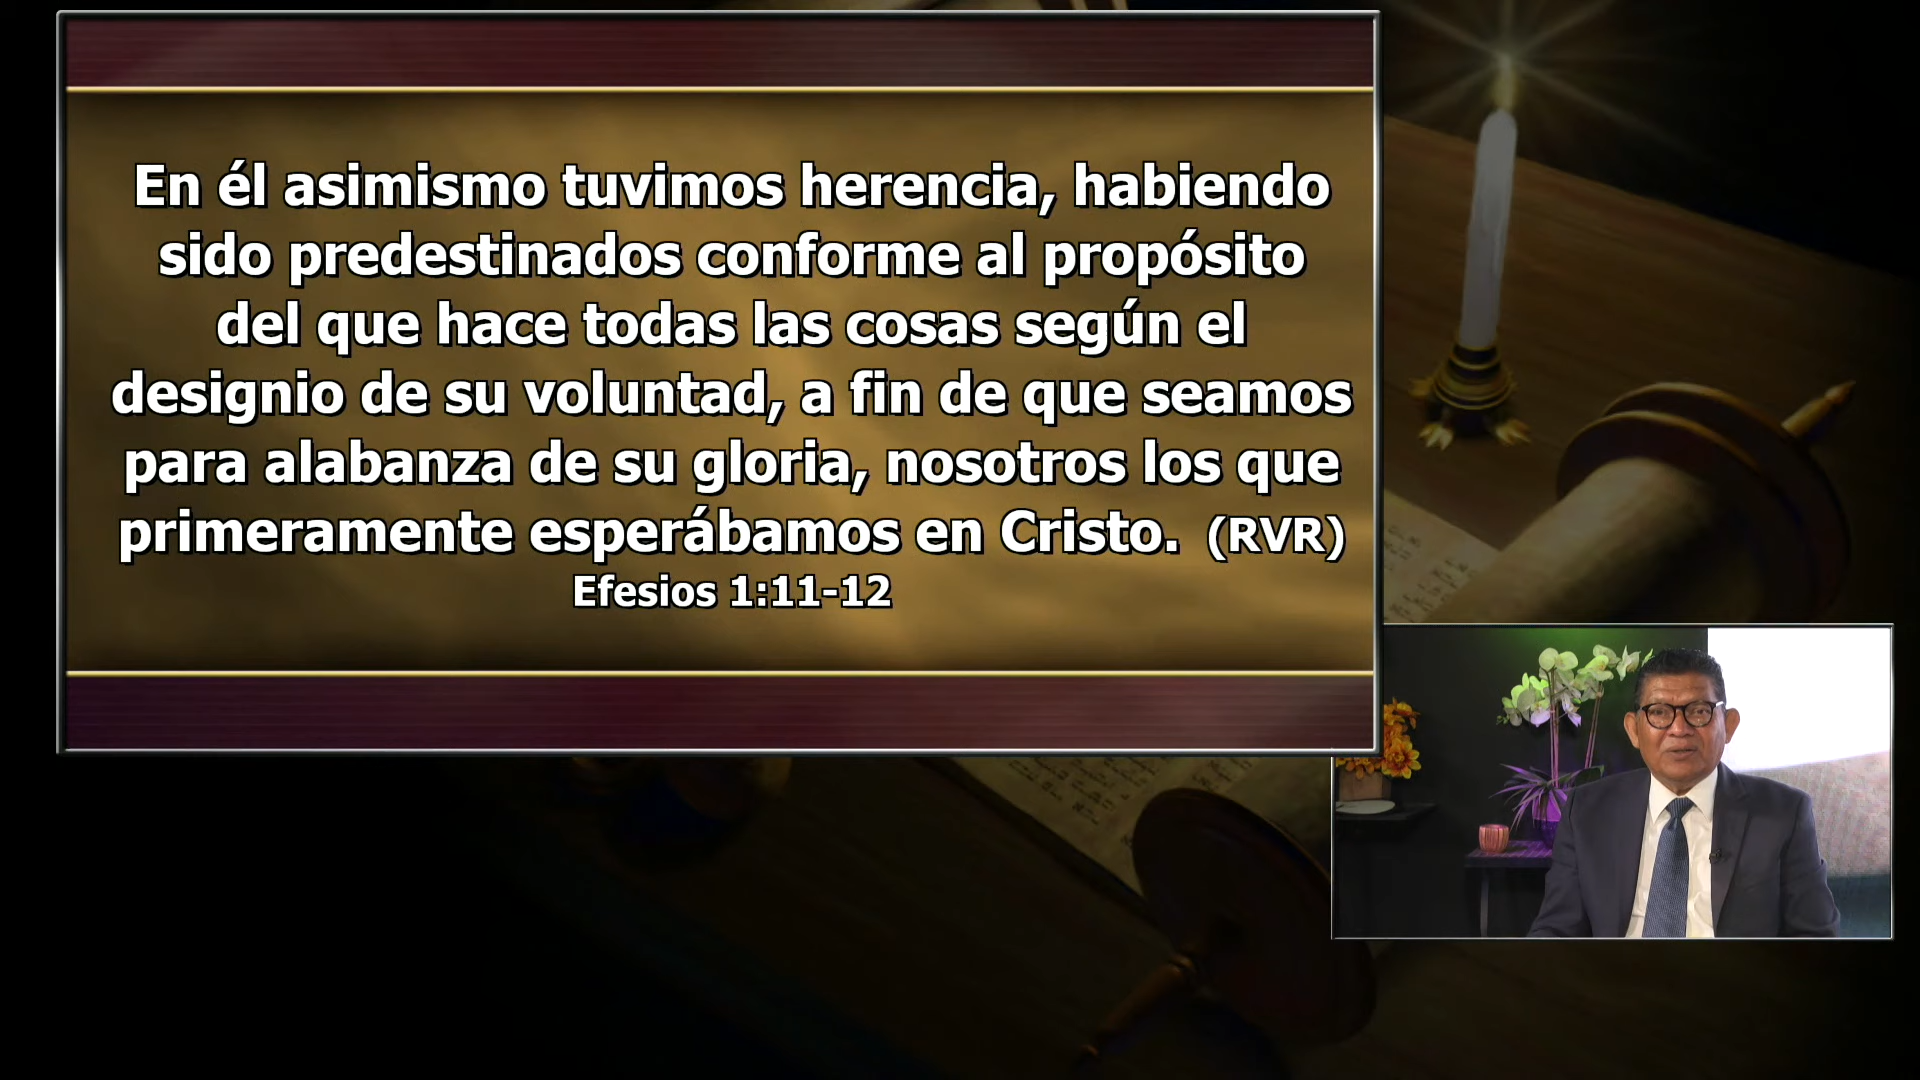 En él asimismo tuvimos herencia, habiendo
sido predestinados conforme al propósito
del que hace todas las cosas según el
designio de su voluntad, a fin de que seamos
para alabanza de su gloria, nosotros los que
primeramente esperábamos en Cristo. (RVR)
Efesios 1:11-12